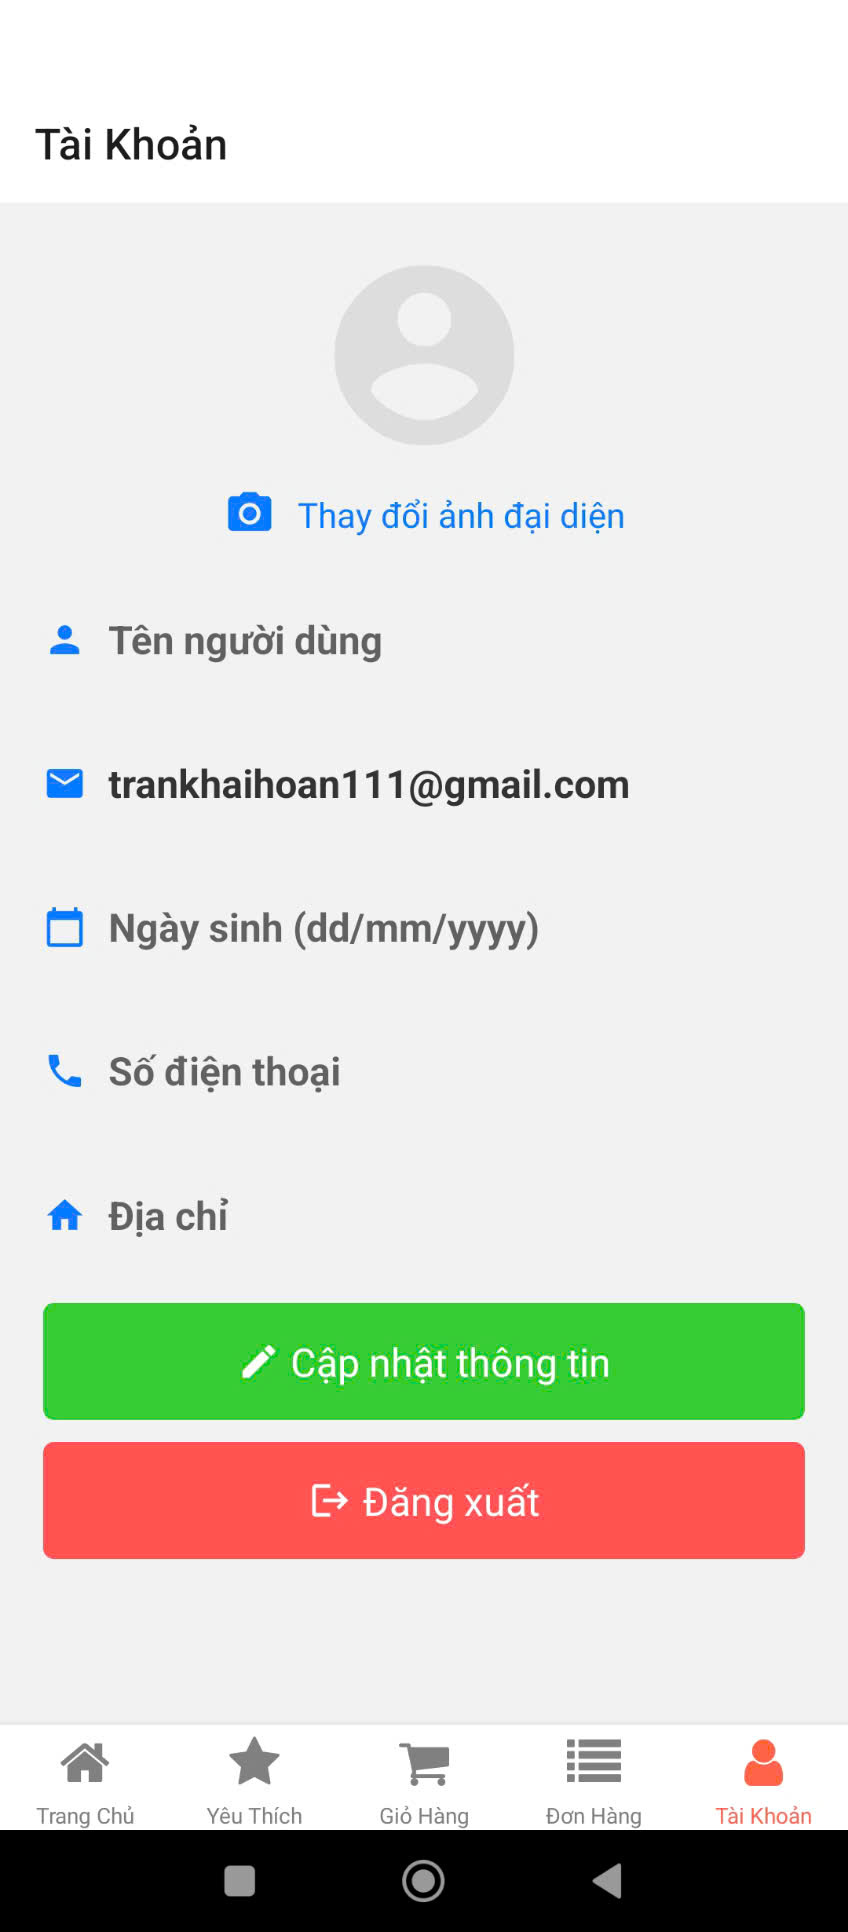 Tài Khoản
Thay đổi ảnh đại diện
Tên người dùng
trankhaihoan111@gmail.com
Ngày sinh (dd/mm/yyyy)
Số điện thoại
Địa chỉ
Cập nhật thông tin
Đăng xuất
Trang Chủ
Yêu Thích
Giỏ Hàng
Đơn Hàng
Tài Khoản